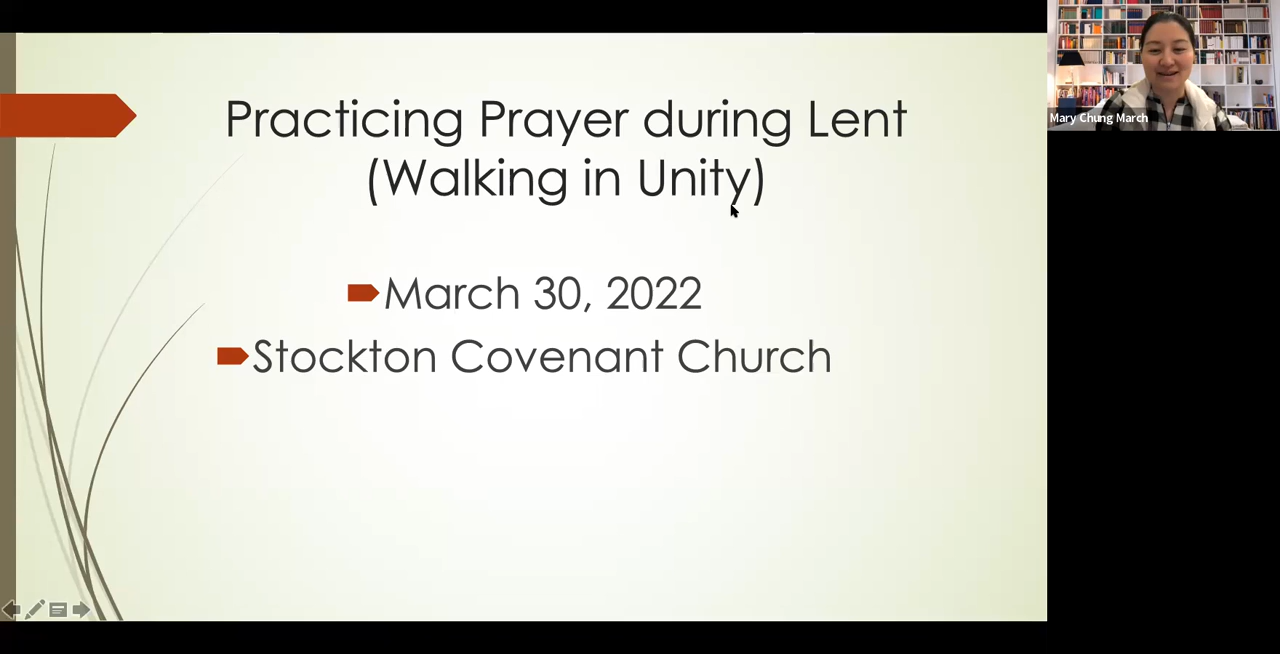 Practicing Prayer during Lent
(Walking in Unity)
March 30, 2022
Stockton Covenant Church
Mary Chung March